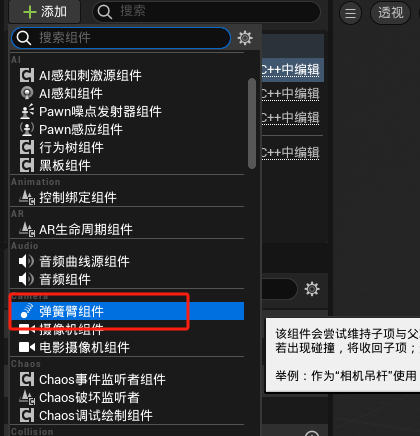 添加
搜索
透视
搜索组件
AI
AI感知刺激源组件
C++中编辑
AI感知组件
C++中编辑
Pawn噪点发射器组件
C++中编辑
Pawn感应组件
行为树组件
C++中编辑
黑板组件
Animation
控制绑定组件
AR
AR生命周期组件
Audio
音频曲线源组件
音频组件
Camera
弹簧臂组件
摄像机组件
电影摄像机组件
该组件会尝试维持子项与父
若出现碰撞，将收回子项；
举例：作为“相机吊杆”使用
Chaos
Chaos事件监听者组件
Chaos破坏监听者
Chaos调试绘制组件
Collision